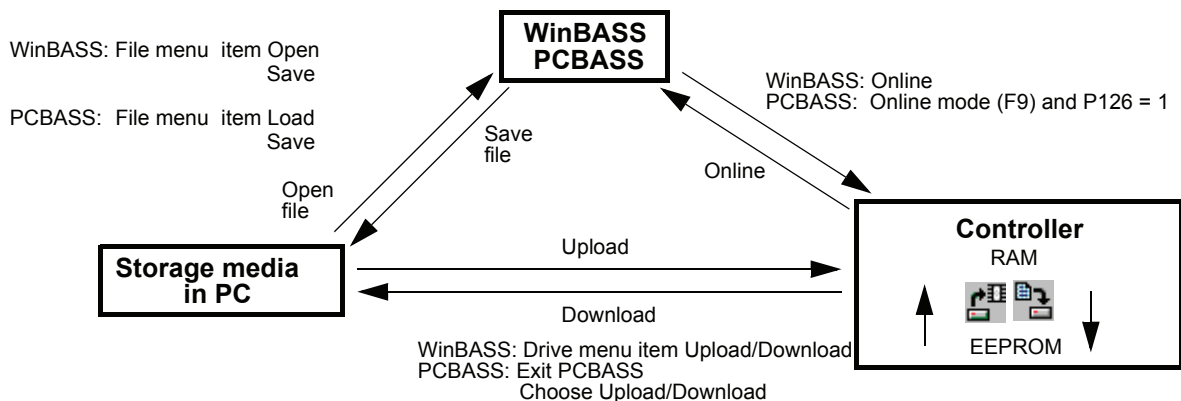 WinBASS
PCBASS
WinBASS: File menu item Open
Save
PCBASS: File menu item Load
Save
WinBASS: Online
PCBASS: Online mode (F9) and P126 = 1
Save
file
Online
Open
file
Storage media
in PC
Upload
Download
Controller
RAM
EEPROM
WinBASS: Drive menu item Upload/Download
PCBASS: Exit PCBASS
Choose Upload/Download